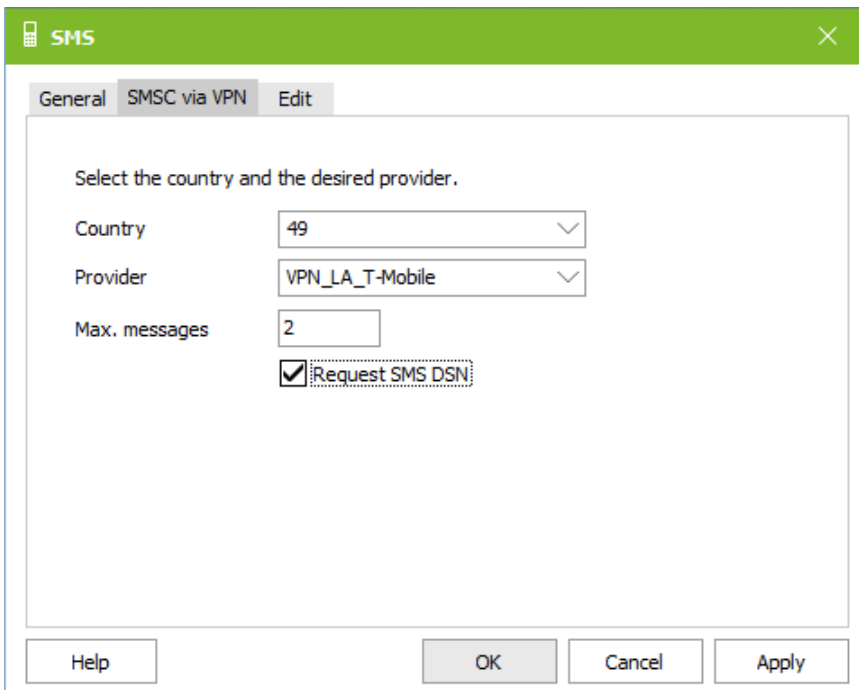 SMS
General SMSC via VPN Edit
Select the country and the desired provider.
Country 49
Provider VPN_LA_T-Mobile
Max. messages 2
Request SMS DSN
Help OK Cancel Apply